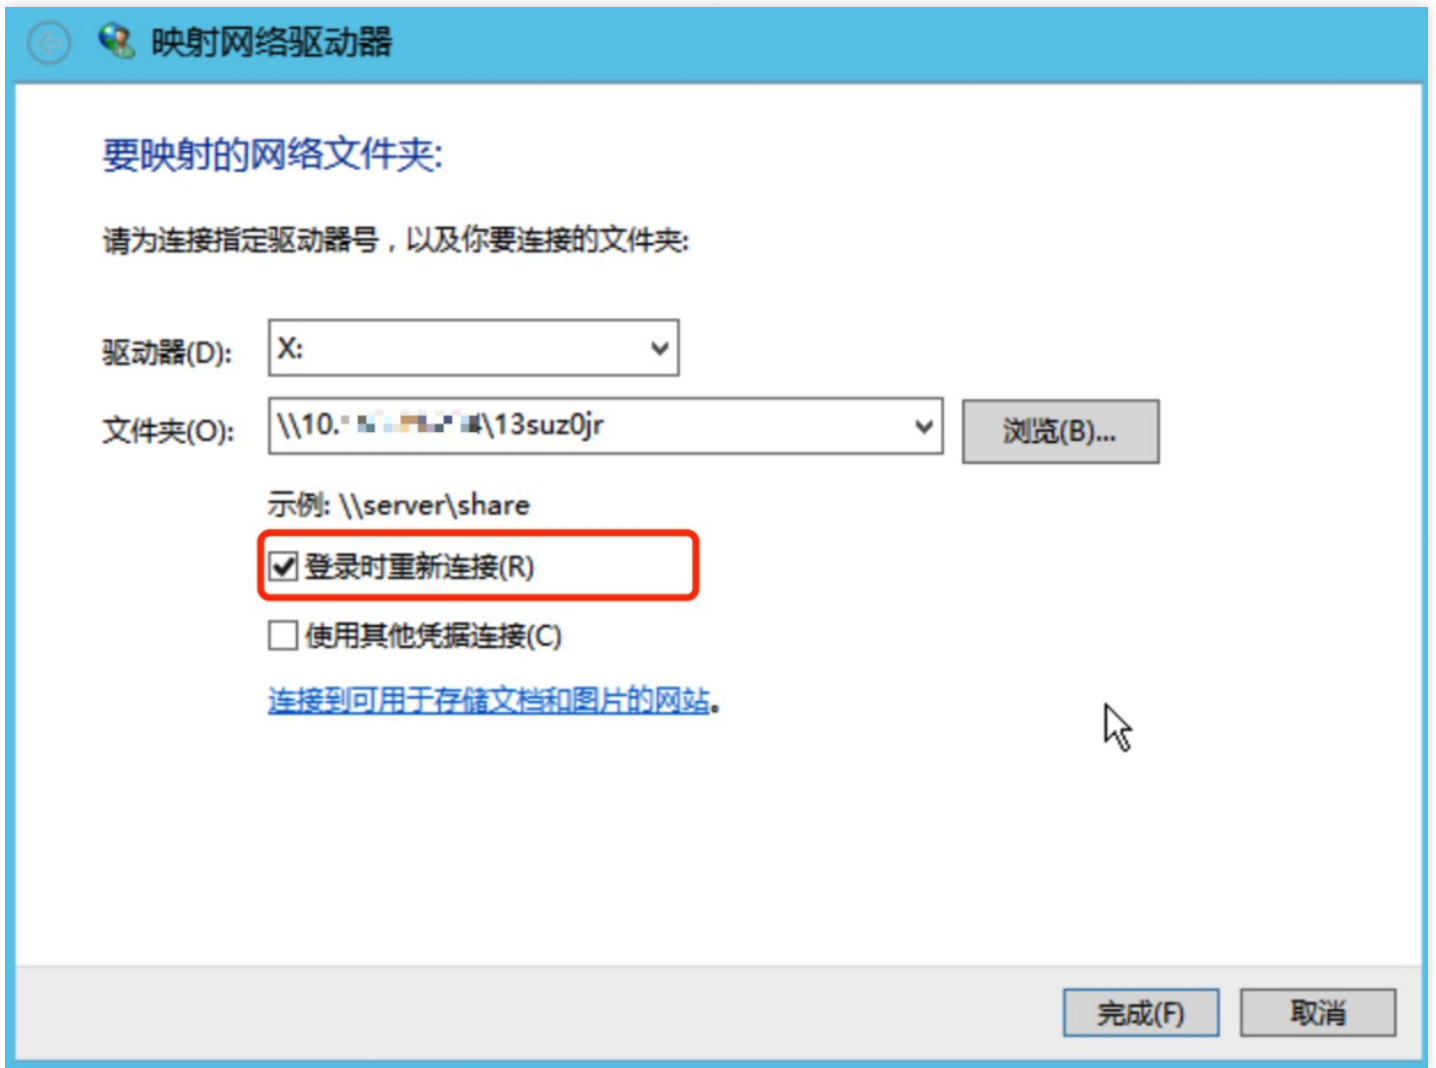 映射网络驱动器
要映射的网络文件夹:
请为连接指定驱动器号，以及你要连接的文件夹:
驱动器(D): X:
文件夹(O): \\10. \13suz0jr 浏览(B)...
示例: \\server\share
登录时重新连接(R)
使用其他凭据连接(C)
连接到可用于存储文档和图片的网站。
完成(F) 取消